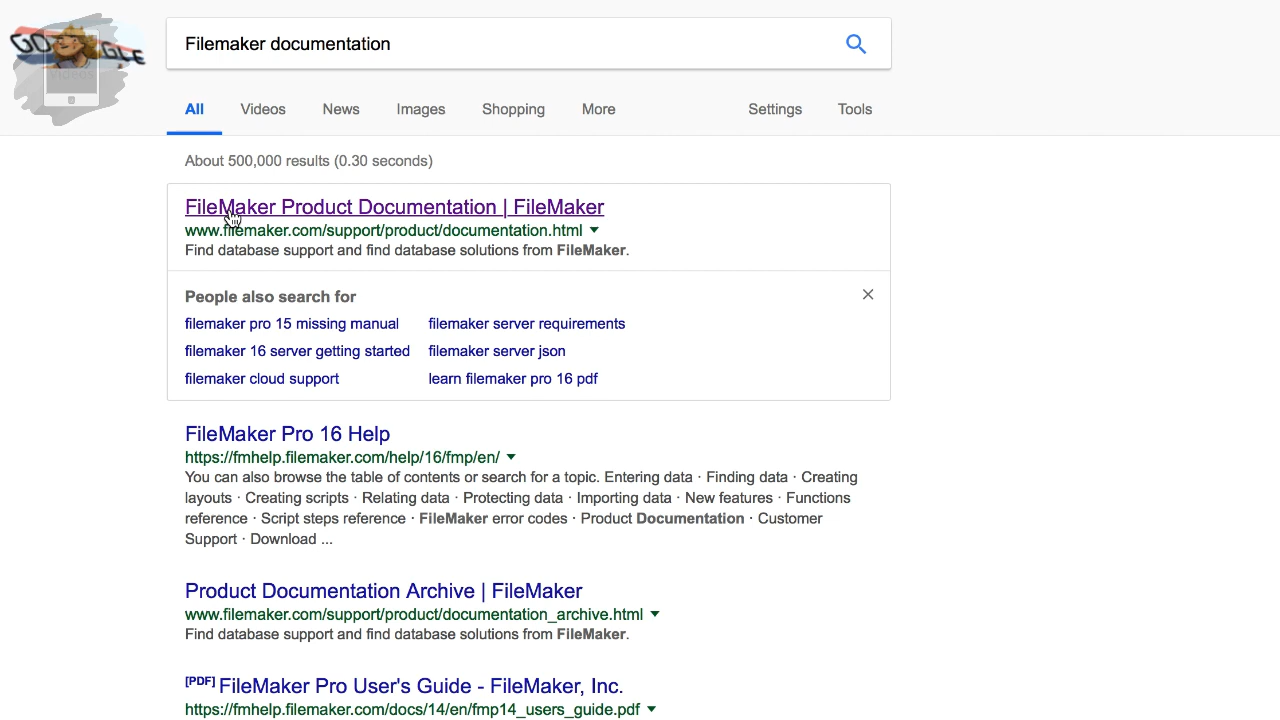 GO GLE
Videos
Filemaker documentation
All Videos News Images Shopping More Settings Tools
About 500,000 results (0.30 seconds)
FileMaker Product Documentation | FileMaker
www.filemaker.com/support/product/documentation.html
Find database support and find database solutions from FileMaker.
People also search for
filemaker pro 15 missing manual filemaker server requirements
filemaker 16 server getting started filemaker server json
filemaker cloud support learn filemaker pro 16 pdf
FileMaker Pro 16 Help
https://fmhelp.filemaker.com/help/16/fmp/en/
You can also browse the table of contents or search for a topic. Entering data · Finding data · Creating
layouts · Creating scripts · Relating data · Protecting data · Importing data · New features · Functions
reference · Script steps reference · FileMaker error codes · Product Documentation · Customer
Support · Download ...
Product Documentation Archive | FileMaker
www.filemaker.com/support/product/documentation_archive.html
Find database support and find database solutions from FileMaker.
[PDF] FileMaker Pro User's Guide - FileMaker, Inc.
https://fmhelp.filemaker.com/docs/14/en/fmp14_users_guide.pdf